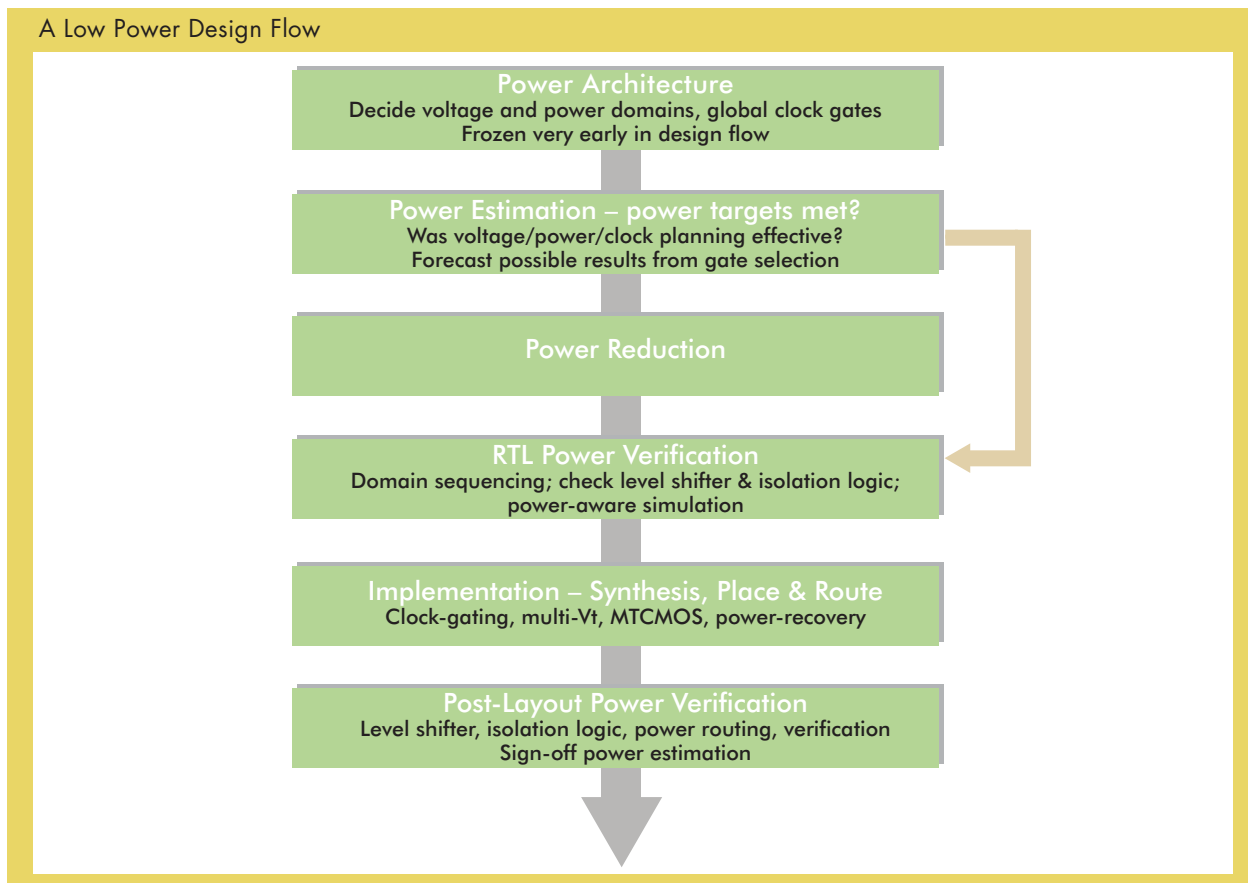 A Low Power Design Flow
Power Architecture
Decide voltage and power domains, global clock gates
Frozen very early in design flow
Power Estimation – power targets met?
Was voltage/power/clock planning effective?
Forecast possible results from gate selection
Power Reduction
RTL Power Verification
Domain sequencing; check level shifter & isolation logic;
power-aware simulation
Implementation – Synthesis, Place & Route
Clock-gating, multi-Vt, MTCMOS, power-recovery
Post-Layout Power Verification
Level shifter, isolation logic, power routing, verification
Sign-off power estimation